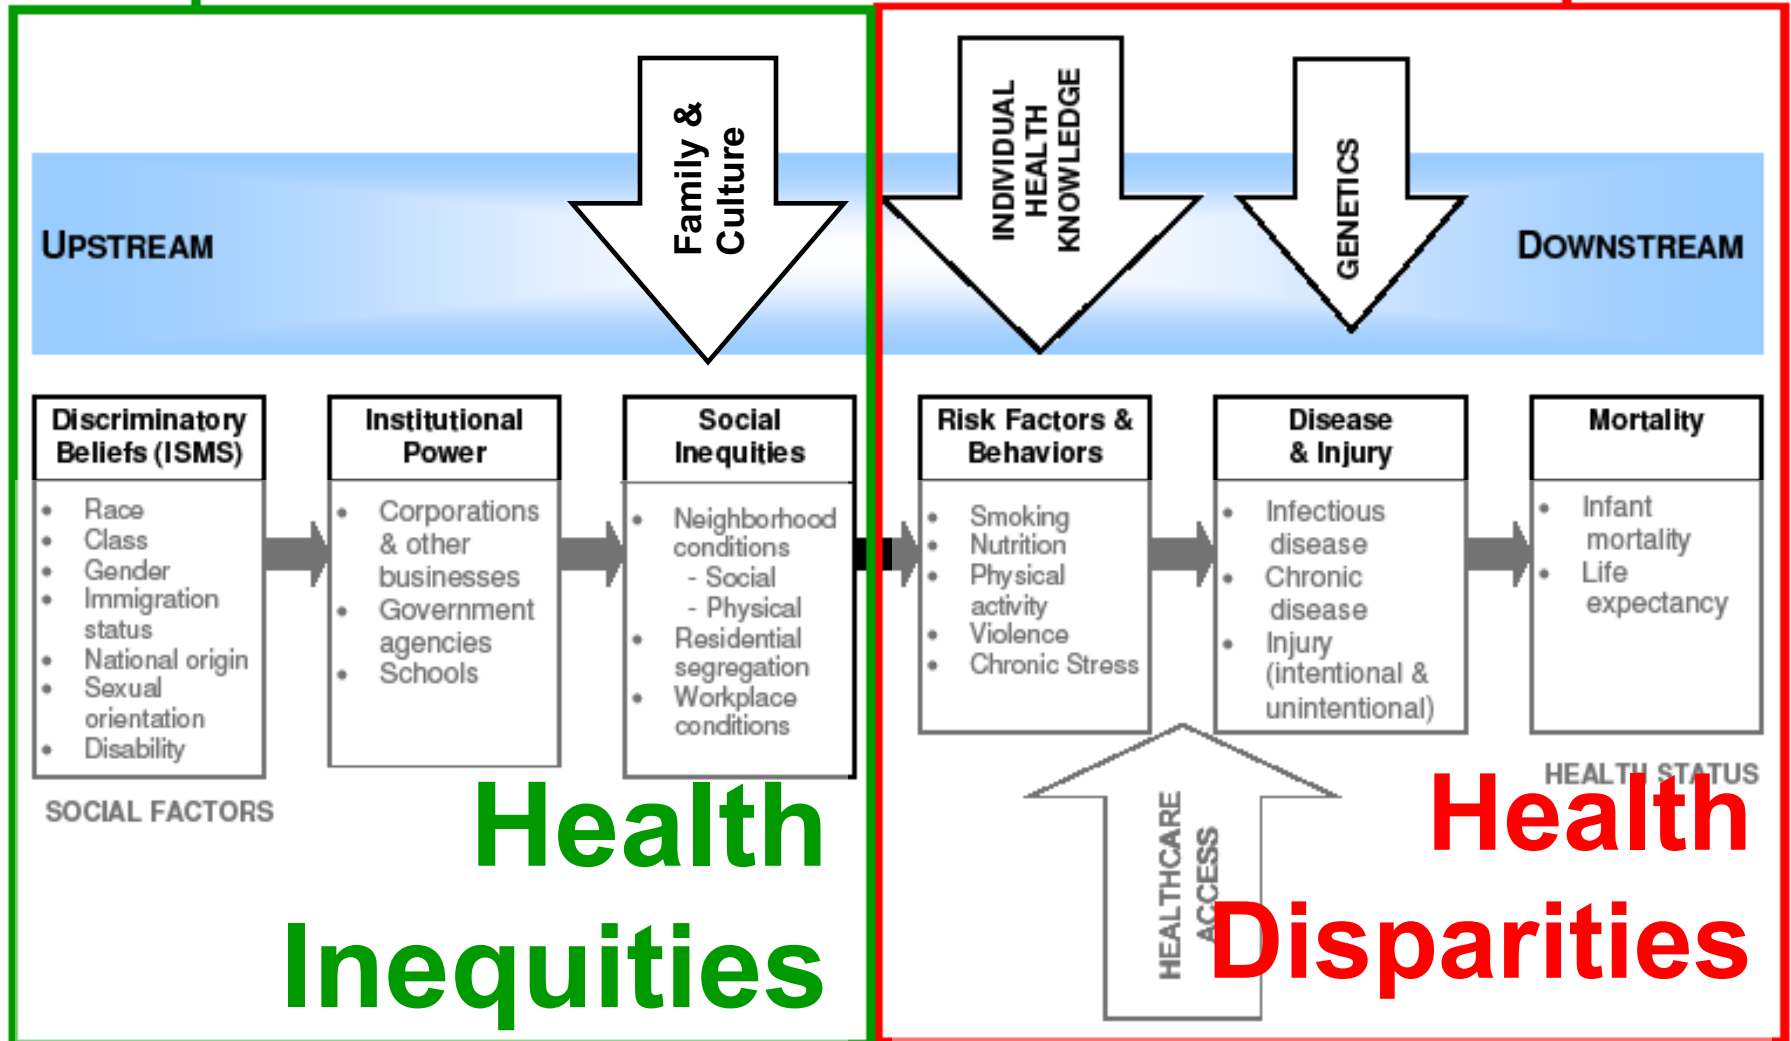 Family &
Culture
INDIVIDUAL
HEALTH
KNOWLEDGE
GENETICS
UPSTREAM
DOWNSTREAM
Discriminatory
Beliefs (ISMS)
• Race
• Class
• Gender
• Immigration
status
• National origin
• Sexual
orientation
• Disability
SOCIAL FACTORS
Institutional
Power
• Corporations
& other
businesses
• Government
agencies
• Schools
Social
Inequities
• Neighborhood
conditions
- Social
- Physical
• Residential
segregation
• Workplace
conditions
Health
Inequities
Risk Factors &
Behaviors
• Smoking
• Nutrition
• Physical
activity
• Violence
• Chronic Stress
Disease
& Injury
• Infectious
disease
• Chronic
disease
• Injury
(intentional &
unintentional)
Mortality
• Infant
mortality
• Life
expectancy
HEALTH STATUS
HEALTHCARE
ACCESS
Health
Disparities